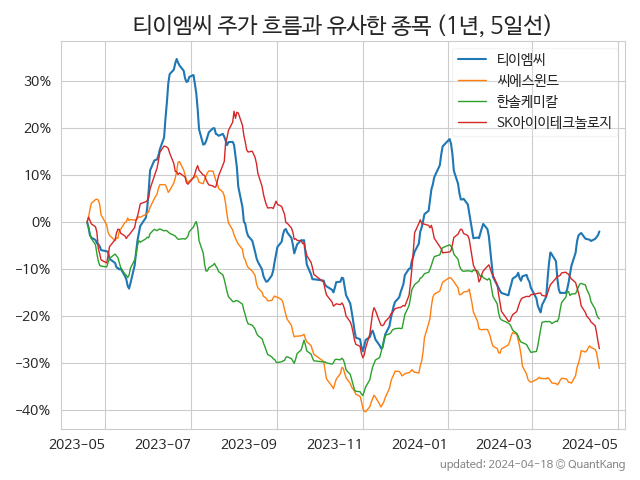 티이엠씨 주가 흐름과 유사한 종목 (1년, 5일선)
티이엠씨
씨에스윈드
한솔케미칼
SK아이이테크놀로지
30%
20%
10%
0%
−10%
−20%
−30%
−40%
2023-05 2023-07 2023-09 2023-11 2024-01 2024-03 2024-05
updated: 2024-04-18 © QuantKang